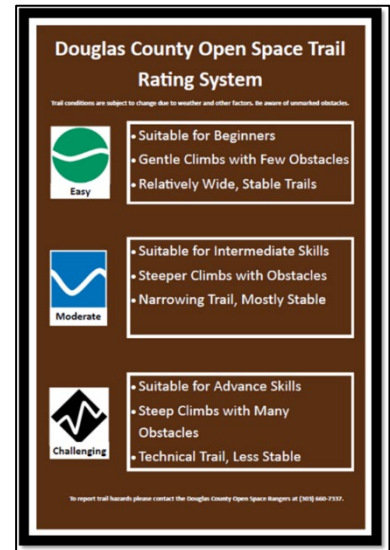 Douglas County Open Space Trail
Rating System
Trail conditions are subject to change due to weather and other factors. Be aware of unmarked obstacles.
Easy
• Suitable for Beginners
• Gentle Climbs with Few Obstacles
• Relatively Wide, Stable Trails
Moderate
• Suitable for Intermediate Skills
• Steeper Climbs with Obstacles
• Narrowing Trail, Mostly Stable
Challenging
• Suitable for Advance Skills
• Steep Climbs with Many
Obstacles
• Technical Trail, Less Stable
To report trail hazards please contact the Douglas County Open Space Rangers at (303) 660-7337.